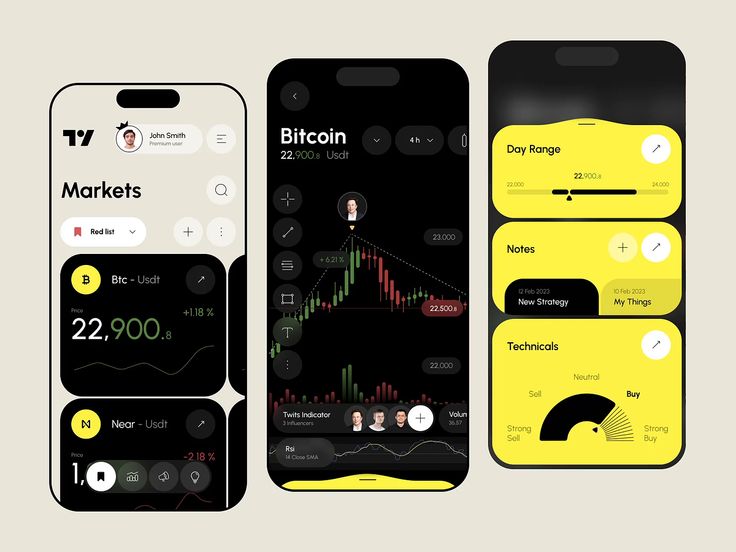 TV
John Smith
Premium user
Markets
Red list
Btc - Usdt
Price
+1.18 %
22,900.8
Near - Usdt
Price
-2.18 %
1,
Bitcoin
22,900.8 Usdt
4 h
23.000
+ 6,21 %
22,500.8
22.000
T
Twits Indicator
3 Influencers
Volum
36.57
Rsi
14 Close SMA
Day Range
22,900.8
22.000
24.000
Notes
12 Feb 2023
New Strategy
10 Feb 2023
My Things
Technicals
Neutral
Sell
Buy
Strong
Sell
Strong
Buy